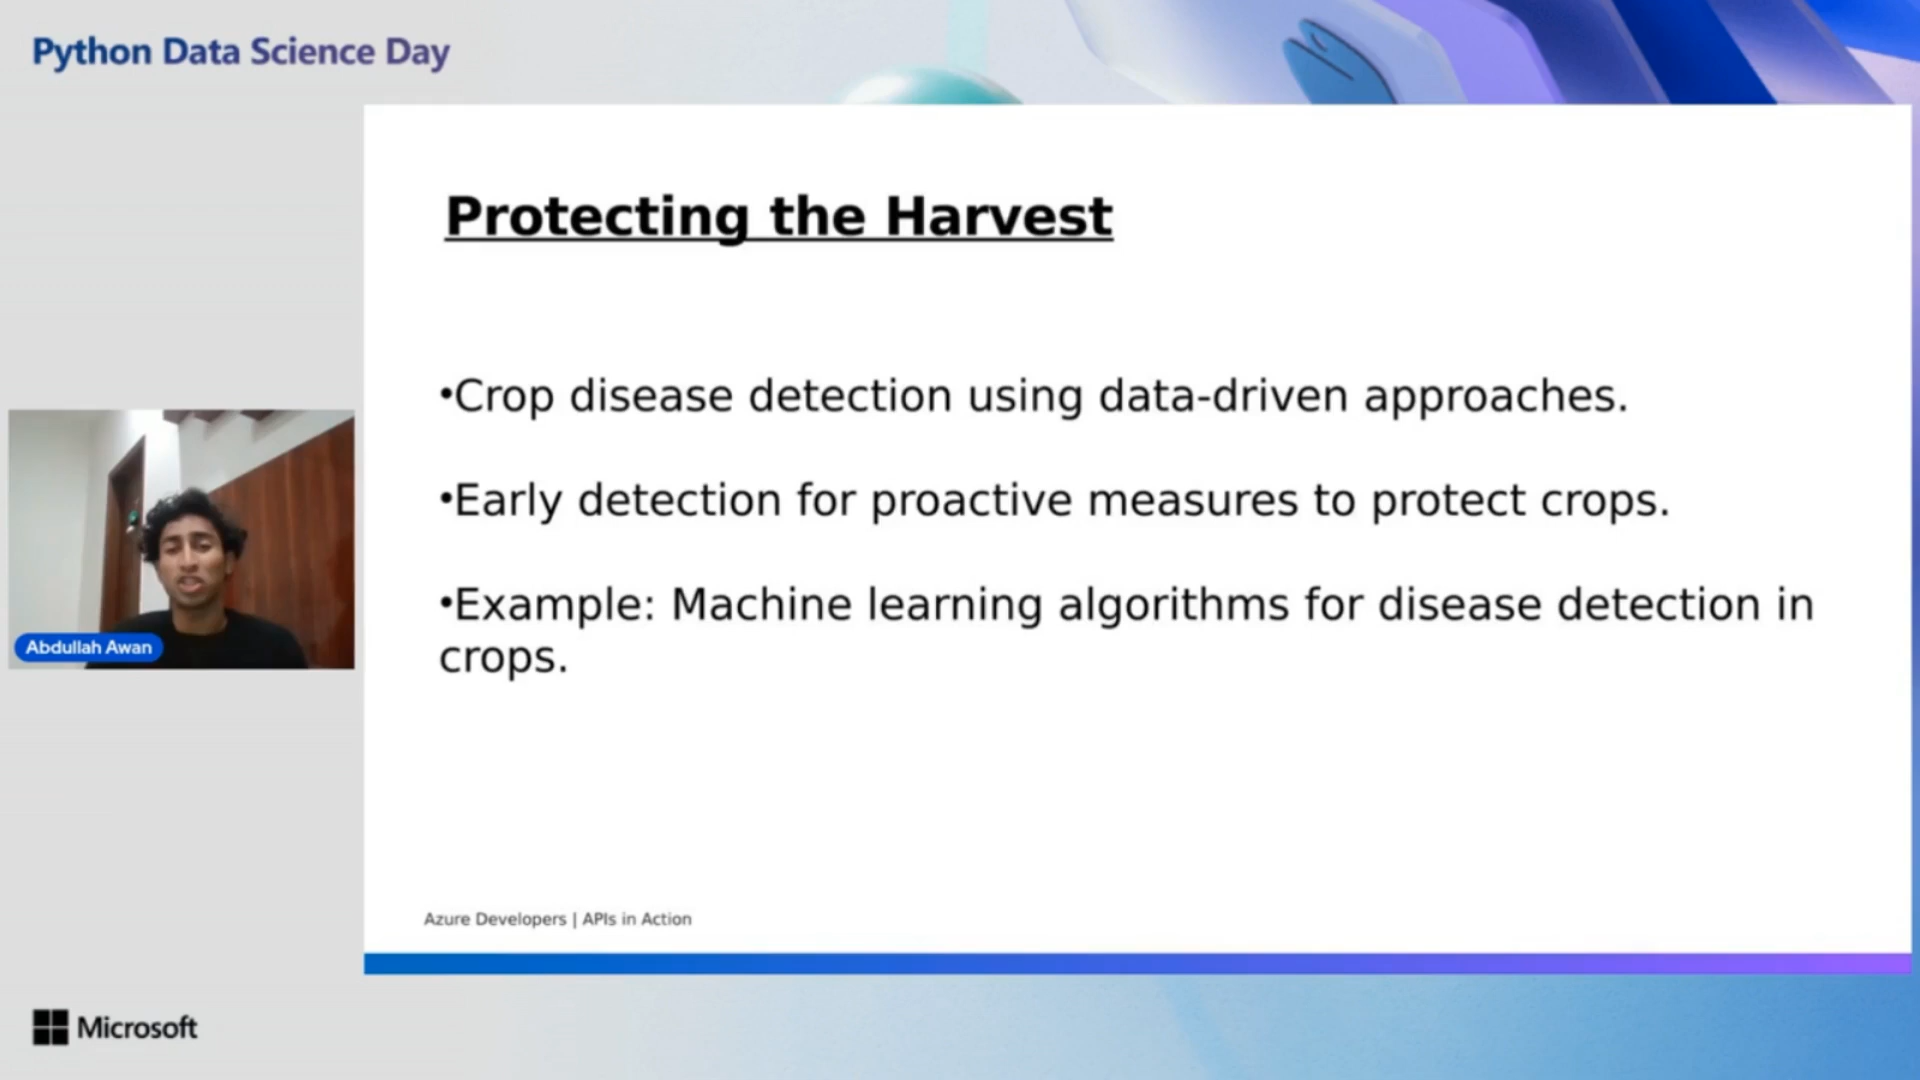 Python Data Science Day
Protecting the Harvest
•Crop disease detection using data-driven approaches.
•Early detection for proactive measures to protect crops.
•Example: Machine learning algorithms for disease detection in
crops.
Abdullah Awan
Azure Developers | APIs in Action
Microsoft